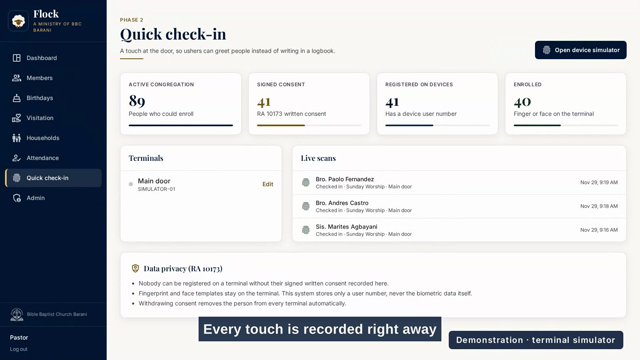 Flock
A MINISTRY OF BBC
BARANI
Dashboard
Members
Birthdays
Visitation
Households
Attendance
Quick check-in
Admin
Bible Baptist Church Barani
Pastor
Log out
PHASE 2
Quick check-in
A touch at the door, so ushers can greet people instead of writing in a logbook.
Open device simulator
ACTIVE CONGREGATION
89
People who could enroll
SIGNED CONSENT
41
RA 10173 written consent
REGISTERED ON DEVICES
41
Has a device user number
ENROLLED
40
Finger or face on the terminal
Terminals
Main door
SIMULATOR-01
Edit
Live scans
Bro. Paolo Fernandez
Checked in · Sunday Worship · Main door
Nov 29, 9:19 AM
Bro. Andres Castro
Checked in · Sunday Worship · Main door
Nov 29, 9:18 AM
Sis. Marites Agbayani
Checked in · Sunday Worship · Main door
Nov 29, 9:16 AM
Data privacy (RA 10173)
• Nobody can be registered on a terminal without their signed written consent recorded here.
• Fingerprint and face templates stay on the terminal. This system stores only a user number, never the biometric data itself.
• Withdrawing consent removes the person from every terminal automatically.
Every touch is recorded right away
Demonstration · terminal simulator